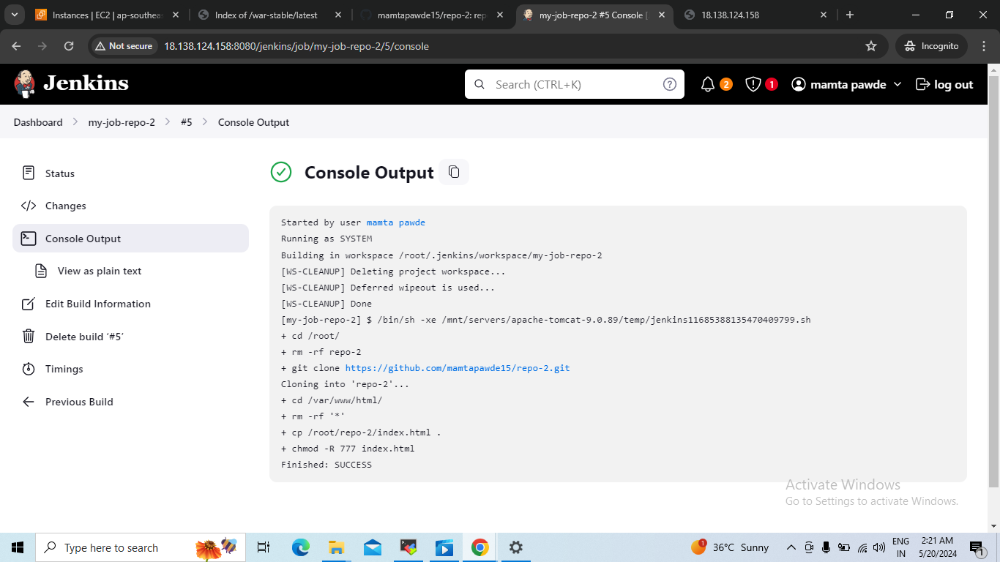 Instances | EC2 | ap-southeas
Index of /war-stable/latest
mamtapawde15/repo-2: rep
my-job-repo-2 #5 Console [
18.138.124.158
Not secure
18.138.124.158:8080/jenkins/job/my-job-repo-2/5/console
Incognito
Jenkins
Search (CTRL+K)
?
2
1
mamta pawde
log out
Dashboard
my-job-repo-2
#5
Console Output
Status
Changes
Console Output
View as plain text
Edit Build Information
Delete build ‘#5’
Timings
Previous Build
Console Output
Started by user mamta pawde
Running as SYSTEM
Building in workspace /root/.jenkins/workspace/my-job-repo-2
[WS-CLEANUP] Deleting project workspace...
[WS-CLEANUP] Deferred wipeout is used...
[WS-CLEANUP] Done
[my-job-repo-2] $ /bin/sh -xe /mnt/servers/apache-tomcat-9.0.89/temp/jenkins11685388135470409799.sh
+ cd /root/
+ rm -rf repo-2
+ git clone https://github.com/mamtapawde15/repo-2.git
Cloning into 'repo-2'...
+ cd /var/www/html/
+ rm -rf '*'
+ cp /root/repo-2/index.html .
+ chmod -R 777 index.html
Finished: SUCCESS
Activate Windows
Go to Settings to activate Windows.
Type here to search
1
36°C Sunny
ENG
IN
2:21 AM
5/20/2024
1